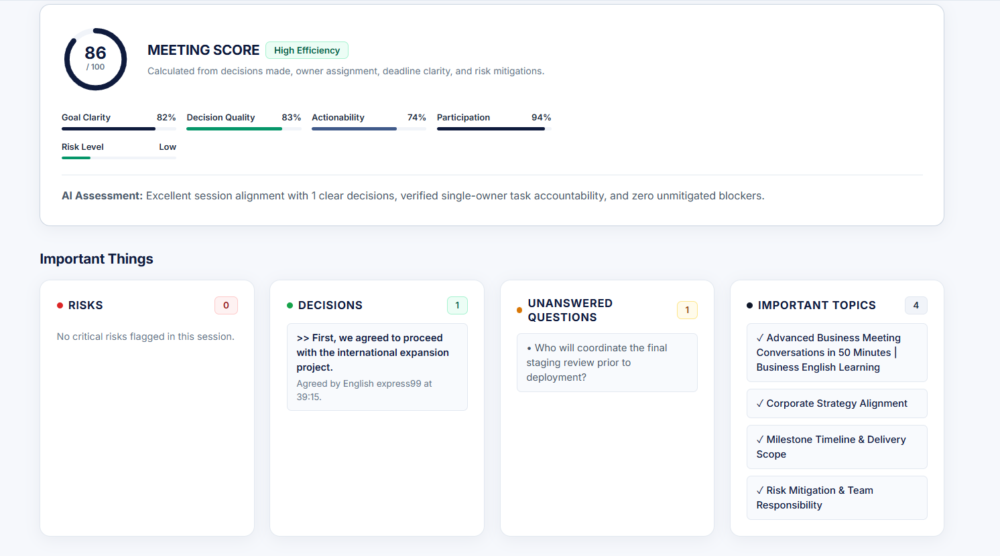 86
/ 100
MEETING SCORE
High Efficiency
Calculated from decisions made, owner assignment, deadline clarity, and risk mitigations.
Goal Clarity 82%
Decision Quality 83%
Actionability 74%
Participation 94%
Risk Level Low
AI Assessment: Excellent session alignment with 1 clear decisions, verified single-owner task accountability, and zero unmitigated blockers.
Important Things
RISKS 0
No critical risks flagged in this session.
DECISIONS 1
>> First, we agreed to proceed
with the international expansion
project.
Agreed by English express99 at
39:15.
UNANSWERED
QUESTIONS
1
• Who will coordinate the final
staging review prior to
deployment?
IMPORTANT TOPICS 4
✓ Advanced Business Meeting
Conversations in 50 Minutes |
Business English Learning
✓ Corporate Strategy Alignment
✓ Milestone Timeline & Delivery
Scope
✓ Risk Mitigation & Team
Responsibility